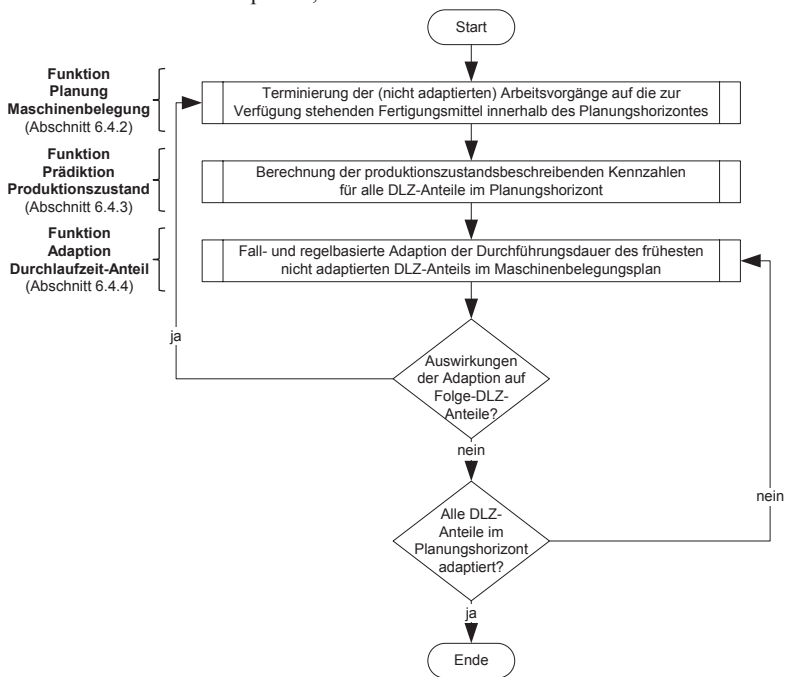 Start
Funktion
Planung
Maschinenbelegung
(Abschnitt 6.4.2)
Terminierung der (nicht adaptierten) Arbeitsvorgänge auf die zur
Verfügung stehenden Fertigungsmittel innerhalb des Planungshorizontes
Funktion
Prädiktion
Produktionszustand
(Abschnitt 6.4.3)
Berechnung der produktionszustandsbeschreibenden Kennzahlen
für alle DLZ-Anteile im Planungshorizont
Funktion
Adaption
Durchlaufzeit-Anteil
(Abschnitt 6.4.4)
Fall- und regelbasierte Adaption der Durchführungsdauer des frühesten
nicht adaptierten DLZ-Anteils im Maschinenbelegungsplan
ja
Auswirkungen
der Adaption auf
Folge-DLZ-
Anteile?
nein
Alle DLZ-
Anteile im
Planungshorizont
adaptiert?
nein
ja
Ende